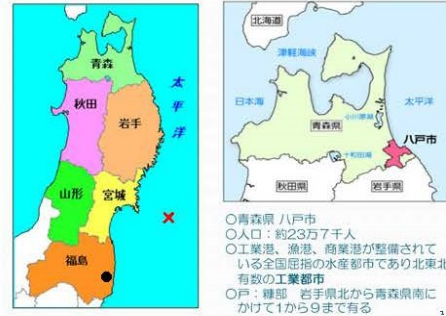 青森
秋田
岩手
山形
宮城
福島
太平洋
北海道
津軽海峡
日本海
太平洋
小川原湖
青森県
八戸市
十和田湖
秋田県
岩手県
○青森県 八戸市
○人口:約23万7千人
○工業港、漁港、商業港が整備されて
いる全国屈指の水産都市であり北東北
有数の工業都市
○戸:糠部 岩手県北から青森県南に
かけて1から9まで有る